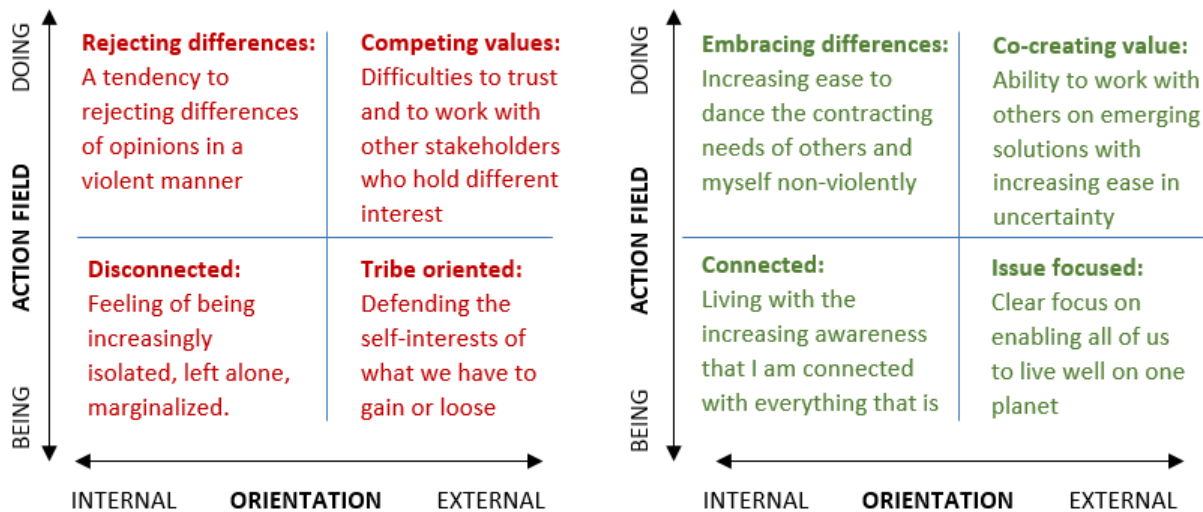 DOING
ACTION FIELD
BEING
Rejecting differences:
A tendency to
rejecting differences
of opinions in a
violent manner
Competing values:
Difficulties to trust
and to work with
other stakeholders
who hold different
interest
Disconnected:
Feeling of being
increasingly
isolated, left alone,
marginalized.
Tribe oriented:
Defending the
self-interests of
what we have to
gain or loose
INTERNAL ORIENTATION EXTERNAL
DOING
ACTION FIELD
BEING
Embracing differences:
Increasing ease to
dance the contracting
needs of others and
myself non-violently
Co-creating value:
Ability to work with
others on emerging
solutions with
increasing ease in
uncertainty
Connected:
Living with the
increasing awareness
that I am connected
with everything that is
Issue focused:
Clear focus on
enabling all of us
to live well on one
planet
INTERNAL ORIENTATION EXTERNAL